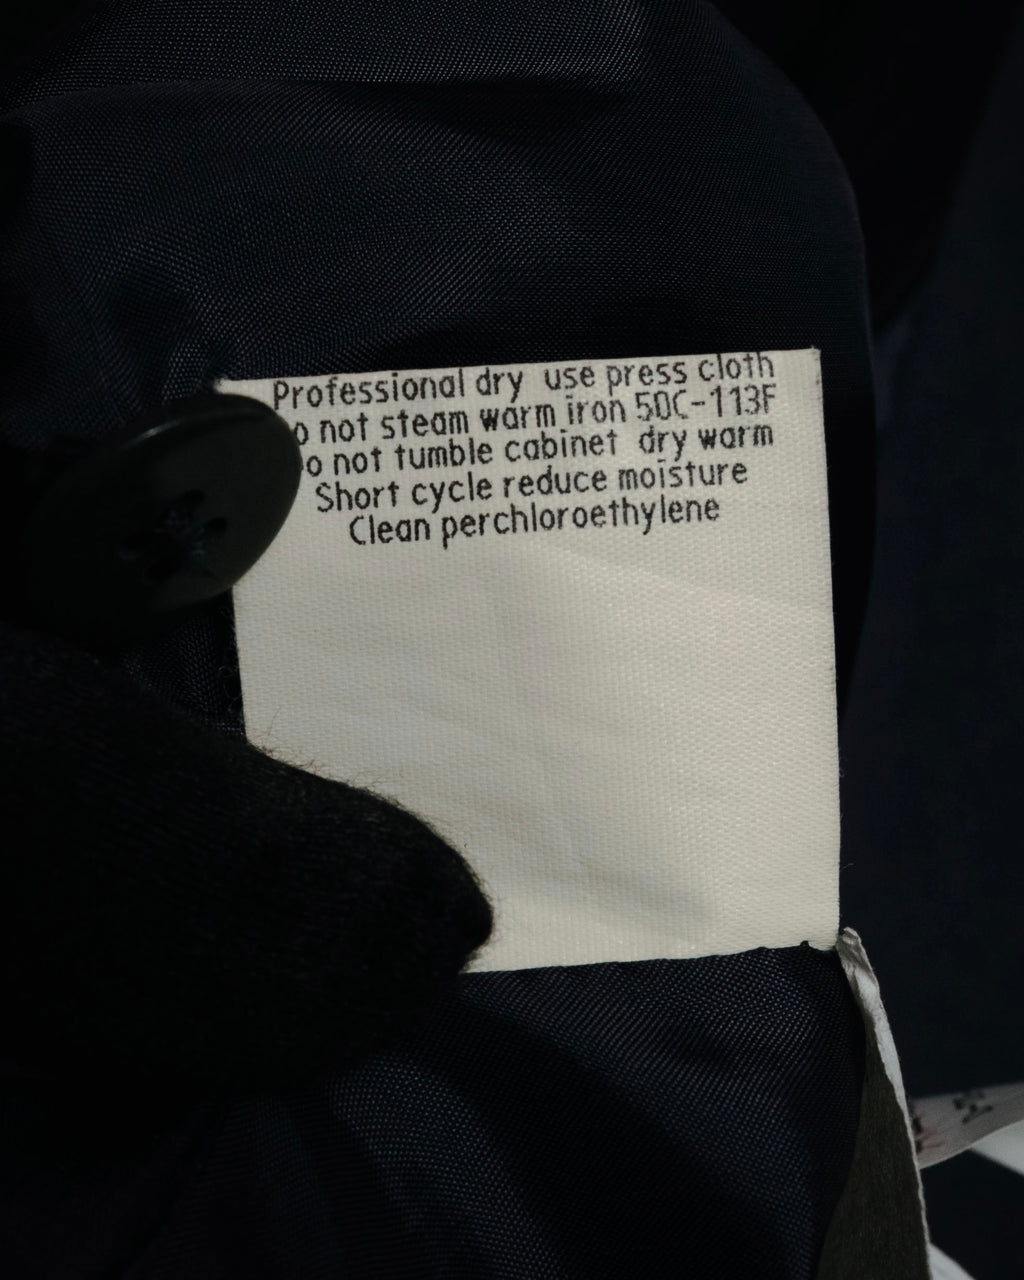 Professional dry use press cloth
o not steam warm iron 50C-113F
o not tumble cabinet dry warm
Short cycle reduce moisture
Clean perchloroethylene